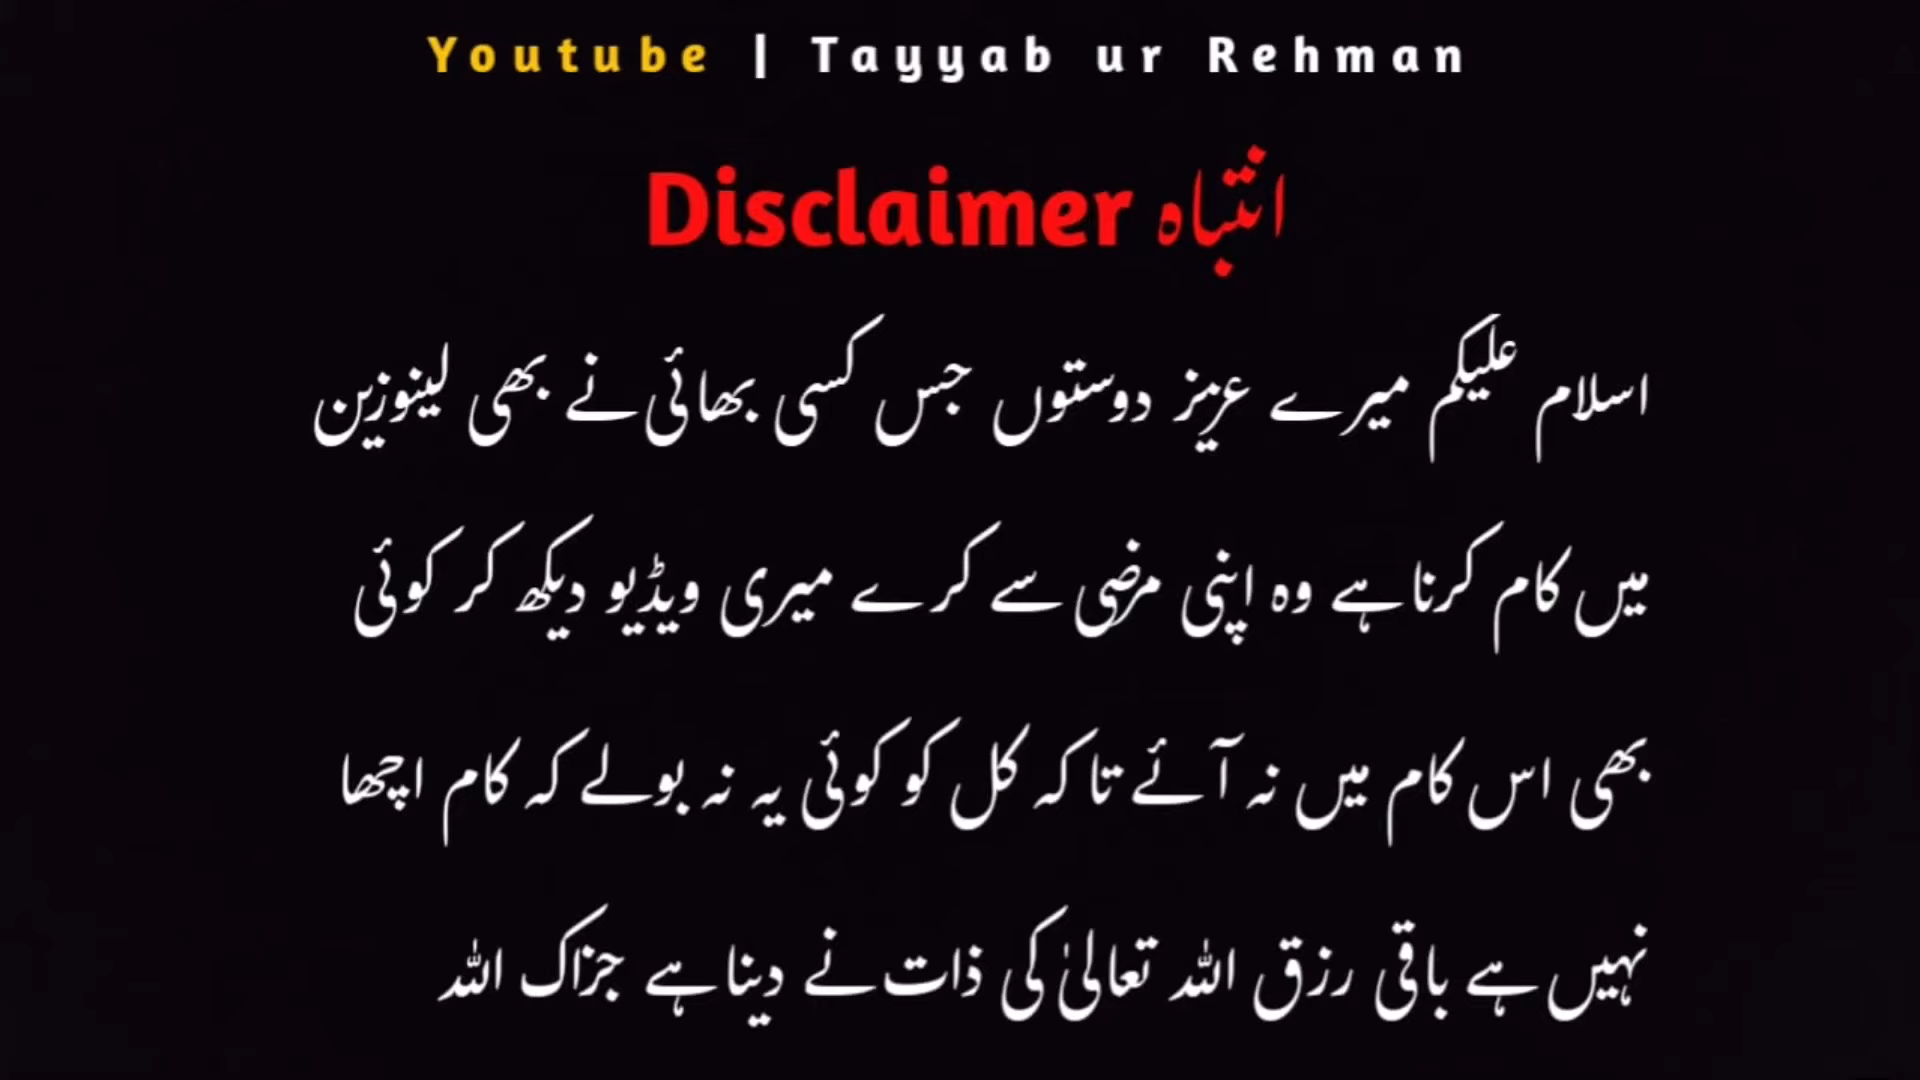 Youtube | Tayyab ur Rehman
Disclaimer انتباہ
اسلام علیکم میرے عزیز دوستوں جس کسی بھائی نے بھی لینوزین
میں کام کرنا ہے وہ اپنی مرضی سے کرے میری ویڈیو دیکھ کر کوئی
بھی اس کام میں نہ آئے تا کہ کل کو کوئی یہ نہ بولے کہ کام اچھا
نہیں ہے باقی رزق اللہ تعالیٰ کی ذات نے دینا ہے جزاک اللہ